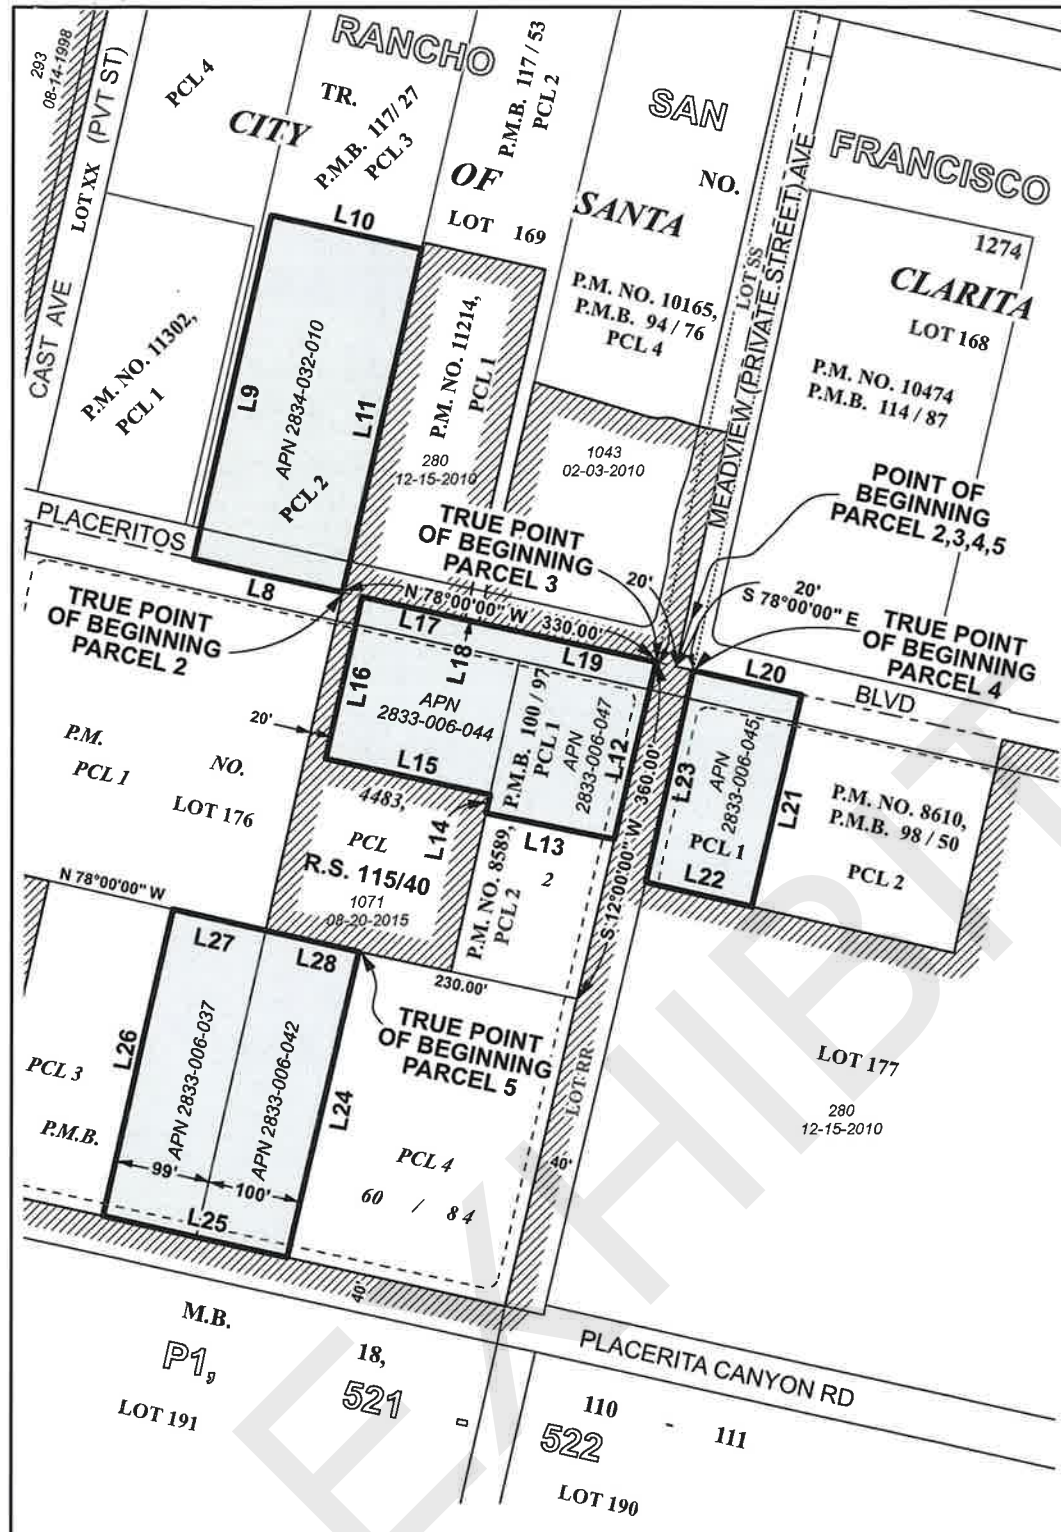 293
08-14-1998
CAST AVE
LOT XX (PVT ST)
PCL 4
RANCHO
CITY
TR.
P.M.B. 117/27
PCL 3
P.M.B. 117 / 53
PCL 2
OF
LOT 169
SAN
NO.
SANTA
P.M. NO. 10165,
P.M.B. 94 / 76
PCL 4
LOT SS
MEADVIEW (PRIVATE STREET) AVE
FRANCISCO
1274
CLARITA
LOT 168
P.M. NO. 10474
P.M.B. 114 / 87
P.M. NO. 11302,
PCL 1
L10
L9
APN 2834-032-010
PCL 2
L11
P.M. NO. 11214,
PCL 1
280
12-15-2010
1043
02-03-2010
POINT OF
BEGINNING
PARCEL 2,3,4,5
PLACERITOS
L8
TRUE POINT
OF BEGINNING
PARCEL 3
20'
N 78°00'00" W 330.00'
20'
S 78°00'00" E
TRUE POINT
OF BEGINNING
PARCEL 4
TRUE POINT
OF BEGINNING
PARCEL 2
L17
L18
L19
L20
BLVD
L16
20'
APN
2833-006-044
L15
P.M.B. 100 / 97
PCL 1
APN
2833-006-047
L12
S 12°00'00" W 360.00'
L23
APN
2833-006-045
PCL 1
L21
L22
P.M. NO. 8610,
P.M.B. 98 / 50
PCL 2
P.M.
PCL 1
NO.
LOT 176
4483,
PCL
L14
L13
2
R.S. 115/40
1071
08-20-2015
P.M. NO. 8589,
PCL 2
N 78°00'00" W
L27
L28
230.00'
TRUE POINT
OF BEGINNING
PARCEL 5
L26
APN 2833-006-037
APN 2833-006-042
L24
PCL 3
P.M.B.
99'
100'
L25
PCL 4
60 / 84
LOT RR
40'
LOT 177
280
12-15-2010
40'
PLACERITA CANYON RD
M.B.
P1,
18,
521
-
LOT 191
110 - 111
522
LOT 190
EXHIBIT